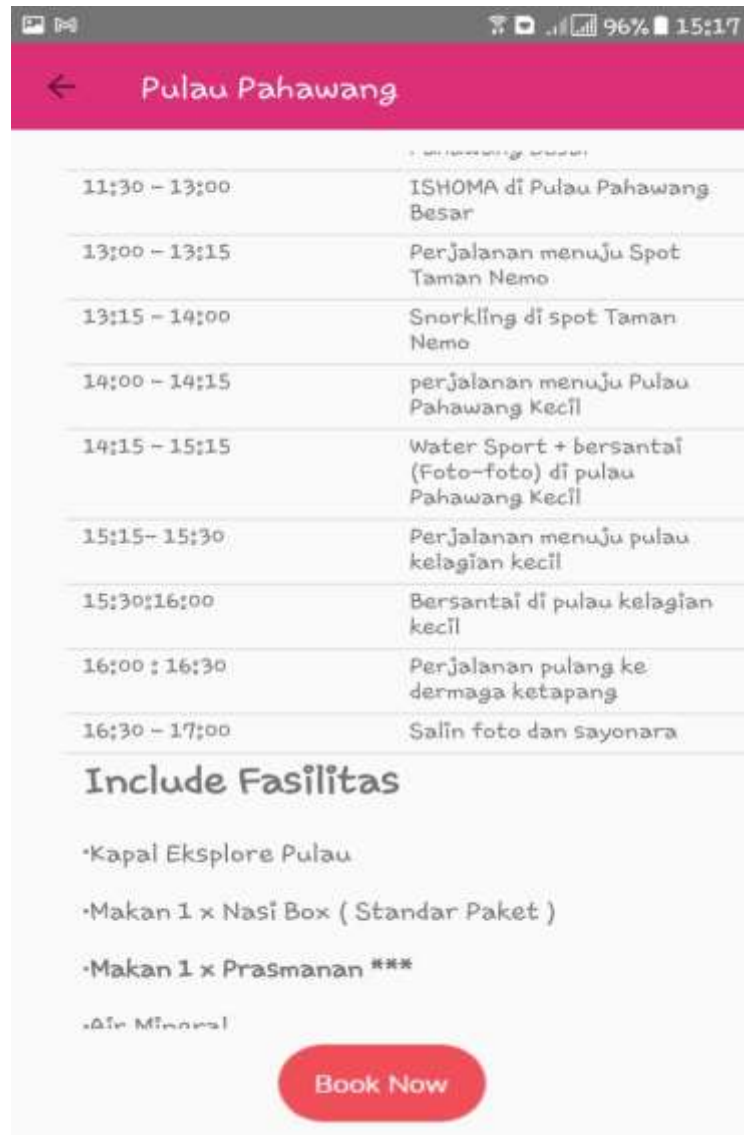 96% 15:17
Pulau Pahawang
Pahawang Besar
11:30 – 13:00 ISHOMA di Pulau Pahawang
Besar
13:00 – 13:15 Perjalanan menuju Spot
Taman Nemo
13:15 – 14:00 Snorkling di spot Taman
Nemo
14:00 – 14:15 perjalanan menuju Pulau
Pahawang Kecil
14:15 – 15:15 Water Sport + bersantai
(Foto-foto) di pulau
Pahawang Kecil
15:15– 15:30 Perjalanan menuju pulau
kelagian kecil
15:30:16:00 Bersantai di pulau kelagian
kecil
16:00 : 16:30 Perjalanan pulang ke
dermaga ketapang
16:30 – 17:00 Salin foto dan sayonara
Include Fasilitas
•Kapal Eksplore Pulau
•Makan 1 x Nasi Box ( Standar Paket )
•Makan 1 x Prasmanan ***
•Air Mineral
Book Now